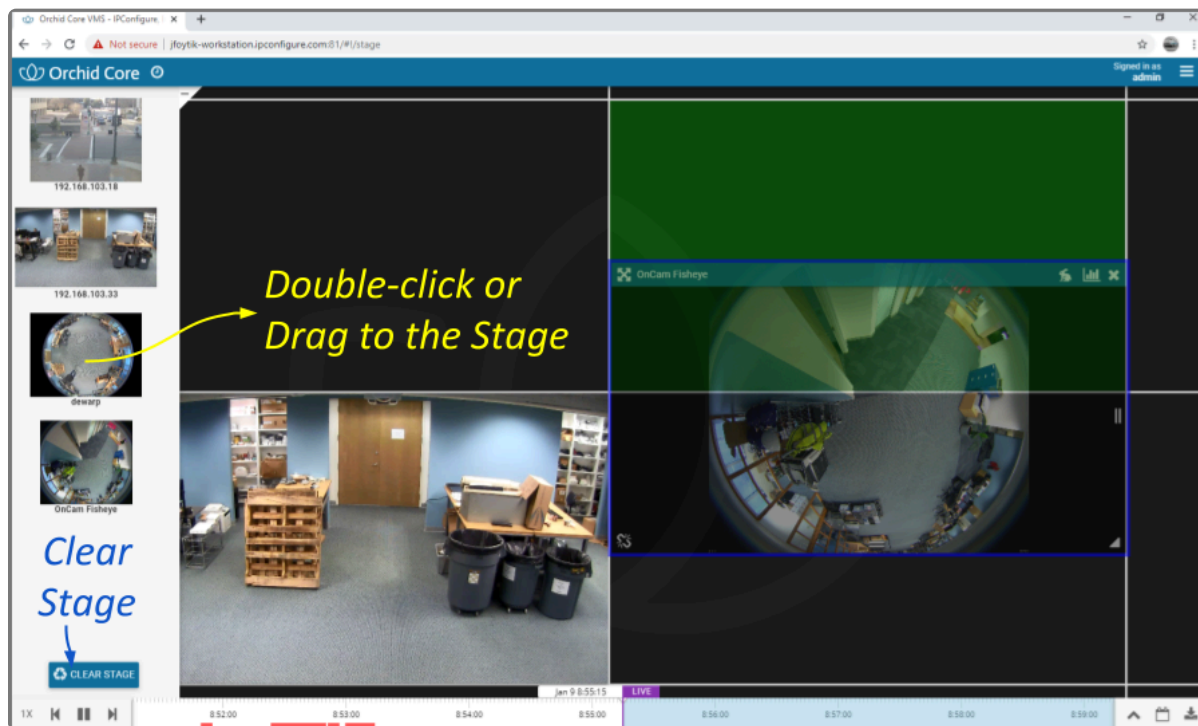 Orchid Core VMS - IPConfigure,
Not secure | jfoytik-workstation.ipconfigure.com:81/#!/stage
Orchid Core
Signed in as
admin
192.168.103.18
192.168.103.33
dewarp
OnCam Fisheye
Double-click or
Drag to the Stage
OnCam Fisheye
Clear
Stage
CLEAR STAGE
Jan 9 8:55:15 LIVE
1X 8:52:00 8:53:00 8:54:00 8:55:00 8:56:00 8:57:00 8:58:00 8:59:00